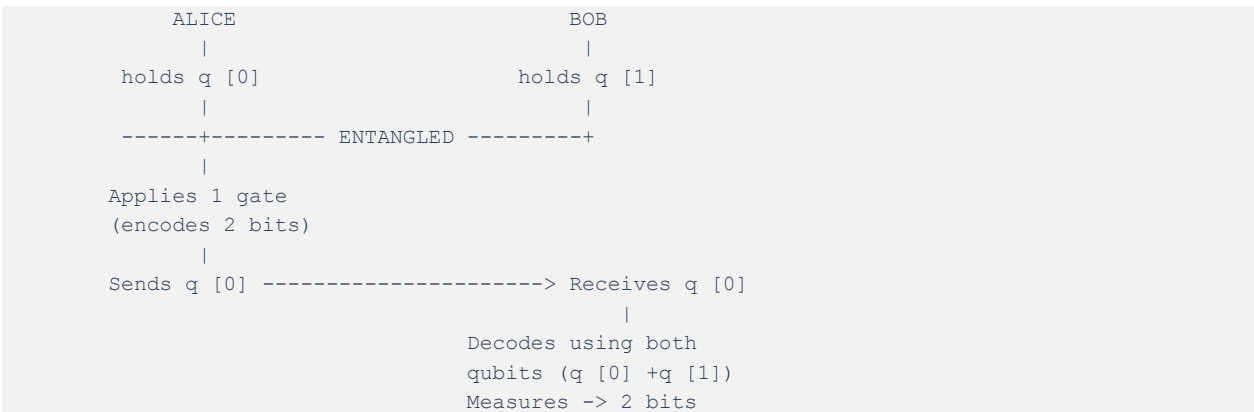 ALICE BOB
| |
holds q [0] holds q [1]
| |
------+--------- ENTANGLED ---------+
|
Applies 1 gate
(encodes 2 bits)
|
Sends q [0] ----------------------> Receives q [0]
|
Decodes using both
qubits (q [0] +q [1])
Measures -> 2 bits